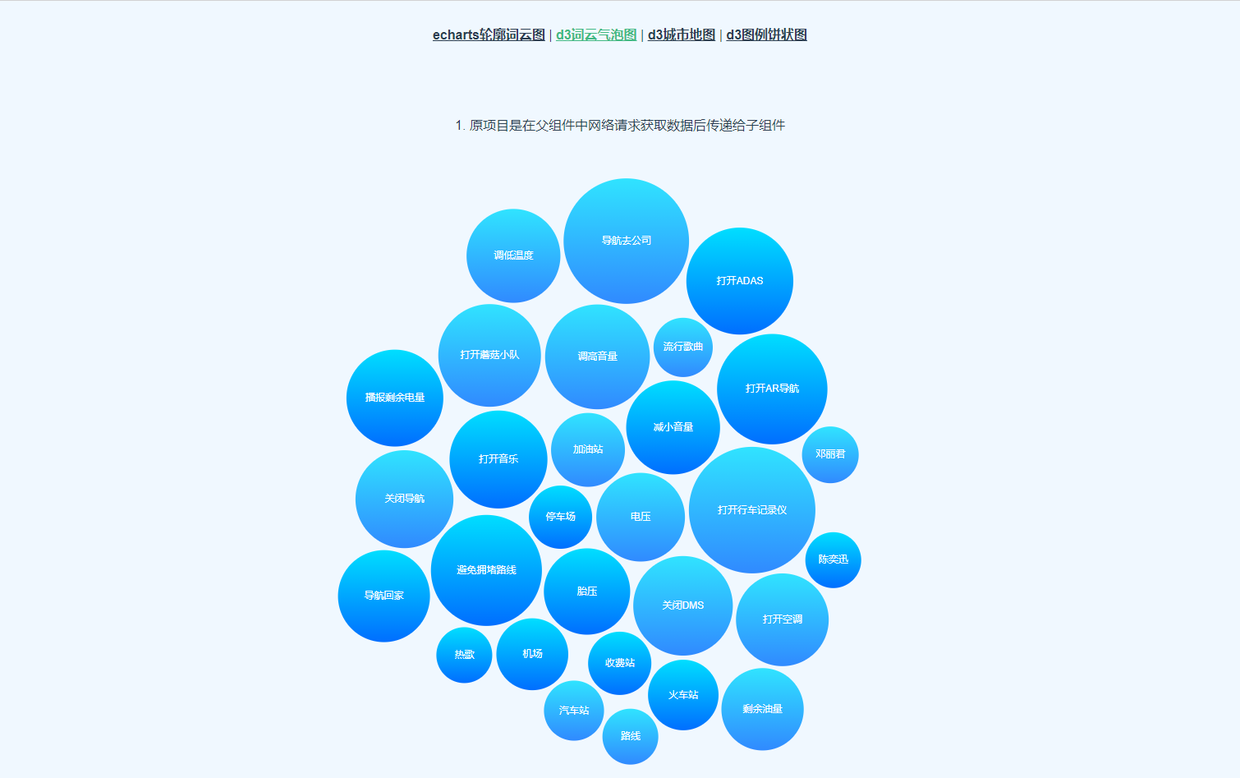 echarts轮廓词云图 | d3词云气泡图 | d3城市地图 | d3图例饼状图
1. 原项目是在父组件中网络请求获取数据后传递给子组件
导航去公司
调低温度
打开ADAS
流行歌曲
打开蘑菇小队
调高音量
打开AR导航
播报剩余电量
减小音量
加油站
邓丽君
打开音乐
关闭导航
打开行车记录仪
停车场
电压
陈奕迅
避免拥堵路线
胎压
导航回家
关闭DMS
打开空调
机场
热歌
收费站
火车站
剩余油量
汽车站
路线